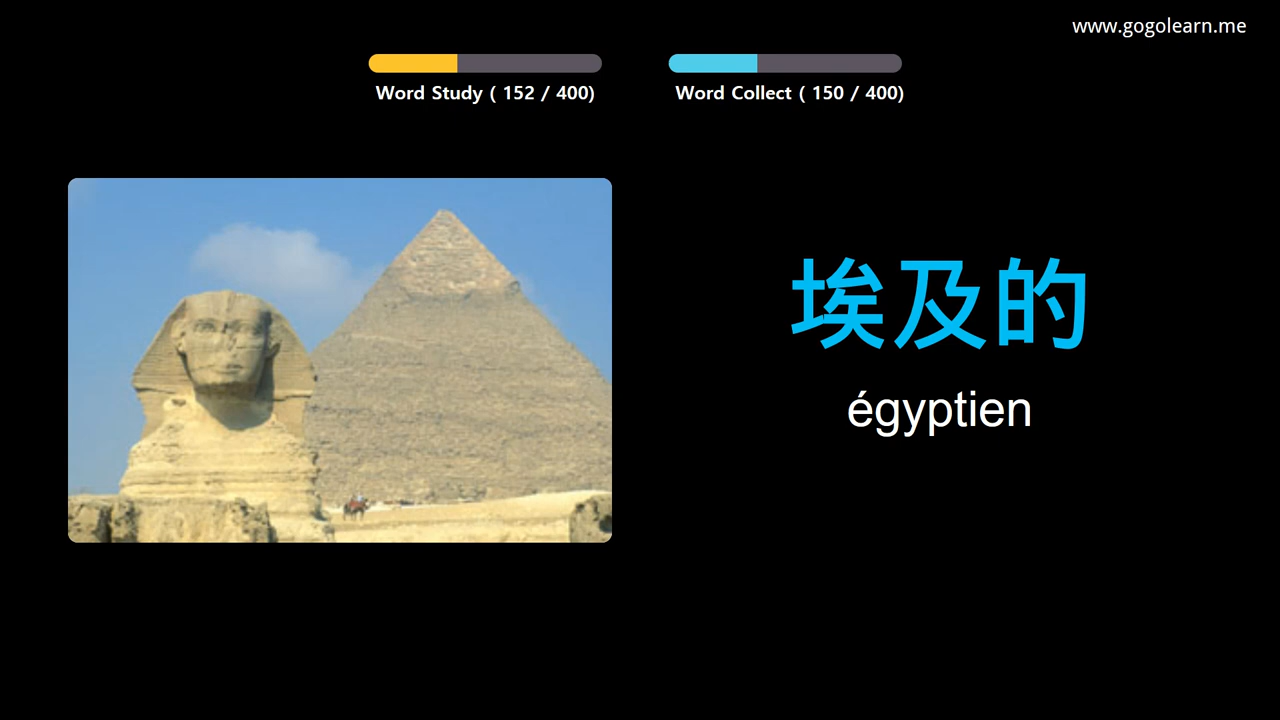 www.gogolearn.me
Word Study ( 152 / 400)
Word Collect ( 150 / 400)
埃及的
égyptien